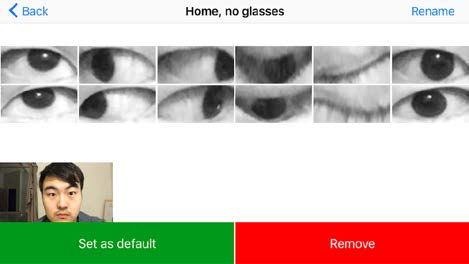 Back Home, no glasses Rename
Set as default Remove